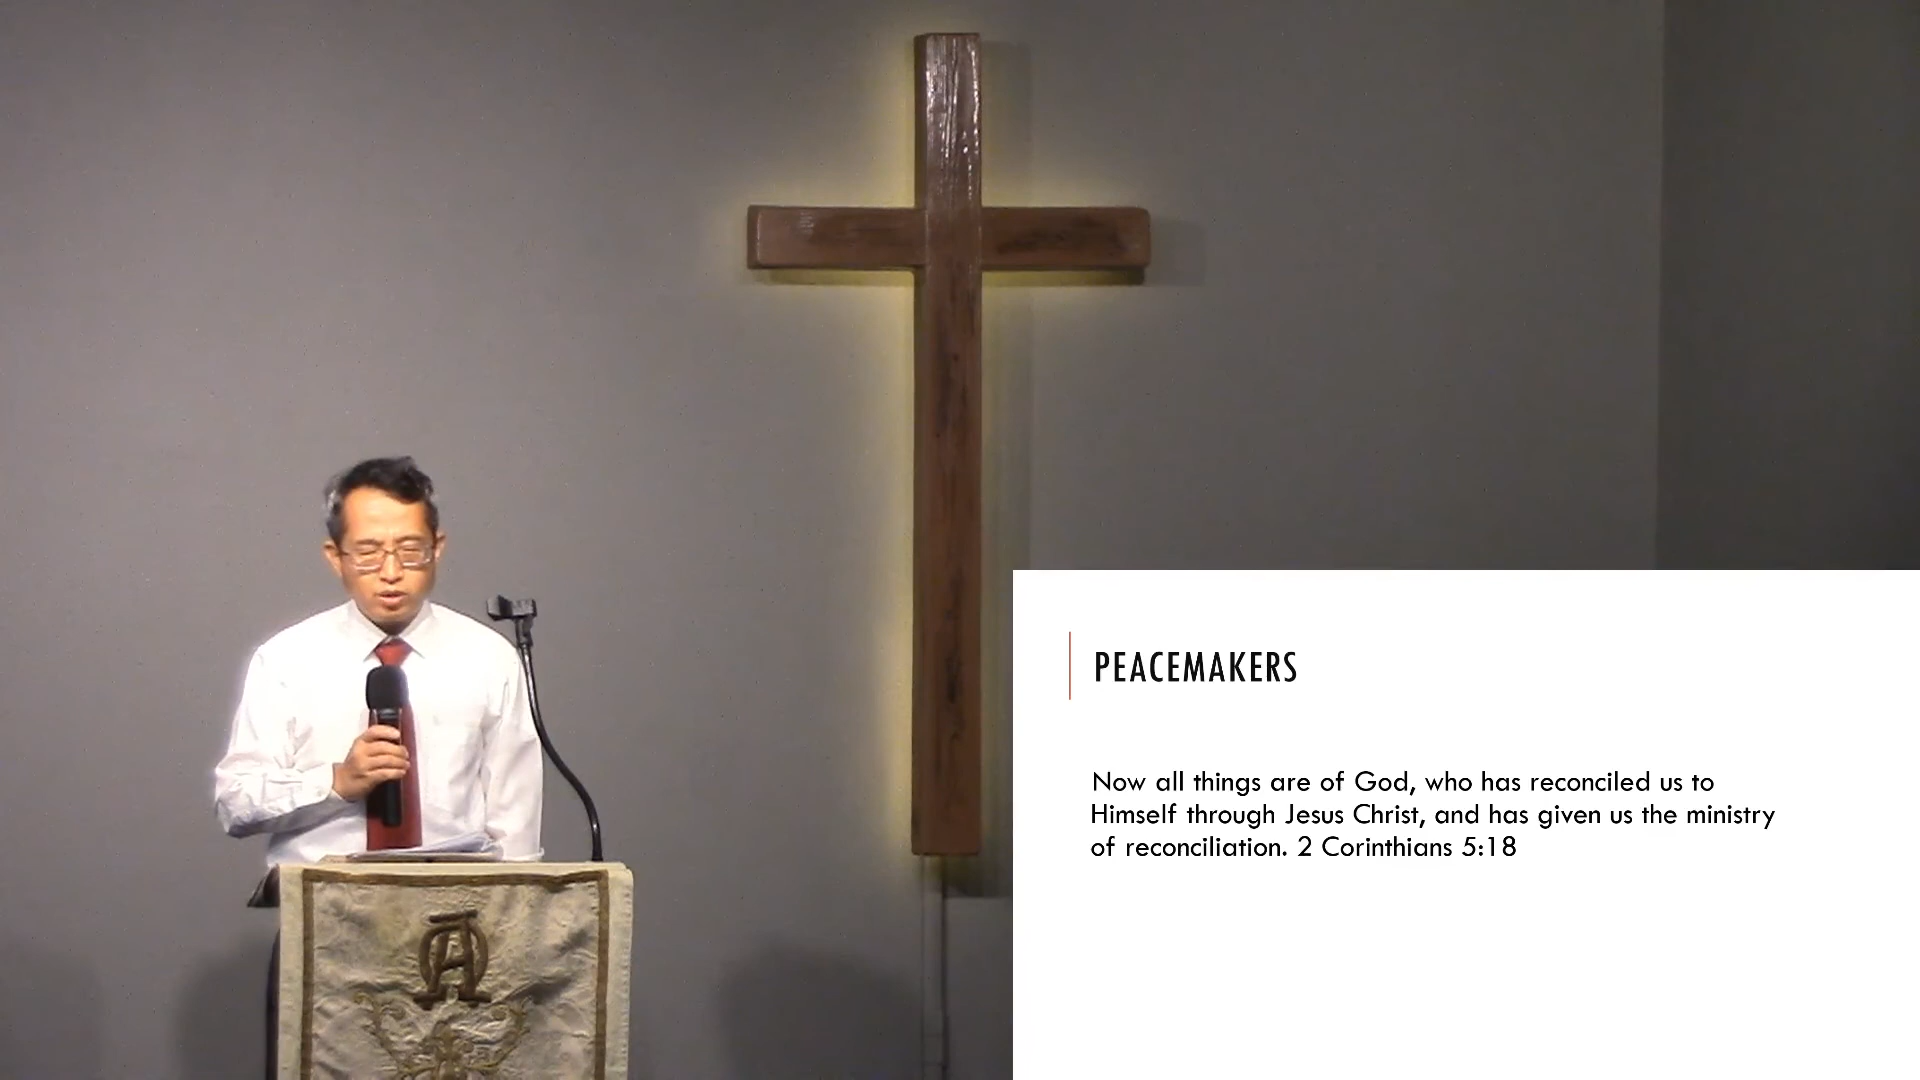 PEACEMAKERS
Now all things are of God, who has reconciled us to
Himself through Jesus Christ, and has given us the ministry
of reconciliation. 2 Corinthians 5:18